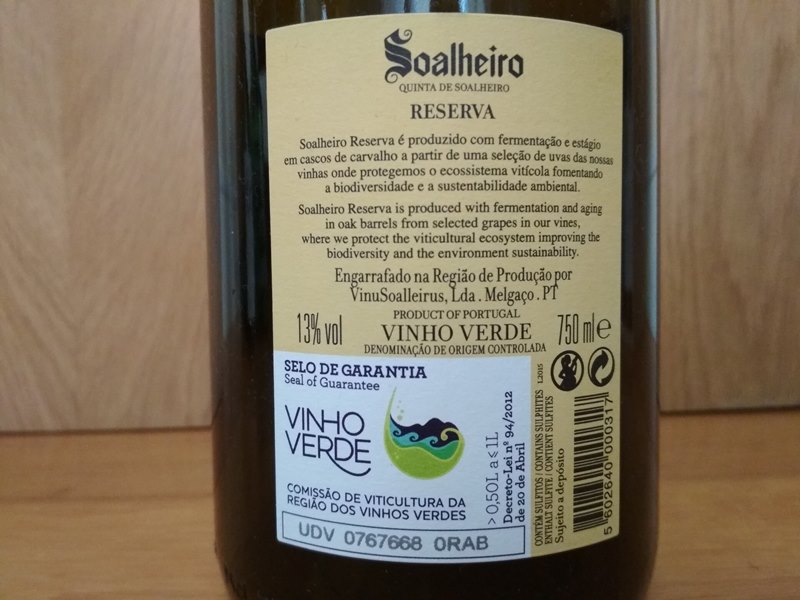 Soalheiro
QUINTA DE SOALHEIRO
RESERVA
Soalheiro Reserva é produzido com fermentação e estágio
em cascos de carvalho a partir de uma seleção de uvas das nossas
vinhas onde protegemos o ecossistema vitícola fomentando
a biodiversidade e a sustentabilidade ambiental.
Soalheiro Reserva is produced with fermentation and aging
in oak barrels from selected grapes in our vines,
where we protect the viticultural ecosystem improving the
biodiversity and the environment sustainability.
Engarrafado na Região de Produção por
VinuSoalleirus, Lda . Melgaço . PT
PRODUCT OF PORTUGAL
13% vol
VINHO VERDE
750 ml e
DENOMINAÇÃO DE ORIGEM CONTROLADA
SELO DE GARANTIA
Seal of Guarantee
VINHO
VERDE
COMISSÃO DE VITICULTURA DA
REGIÃO DOS VINHOS VERDES
UDV 0767668 0RAB
> 0,50L a ≤ 1L
Decreto-Lei nº 94/2012
de 20 de Abril
L2015
CONTÉM SULFITOS / CONTAINS SULPHITES
ENTHALT SULFITE / CONTIENT SULFITES
Sujeito a depósito
5 602640 000317